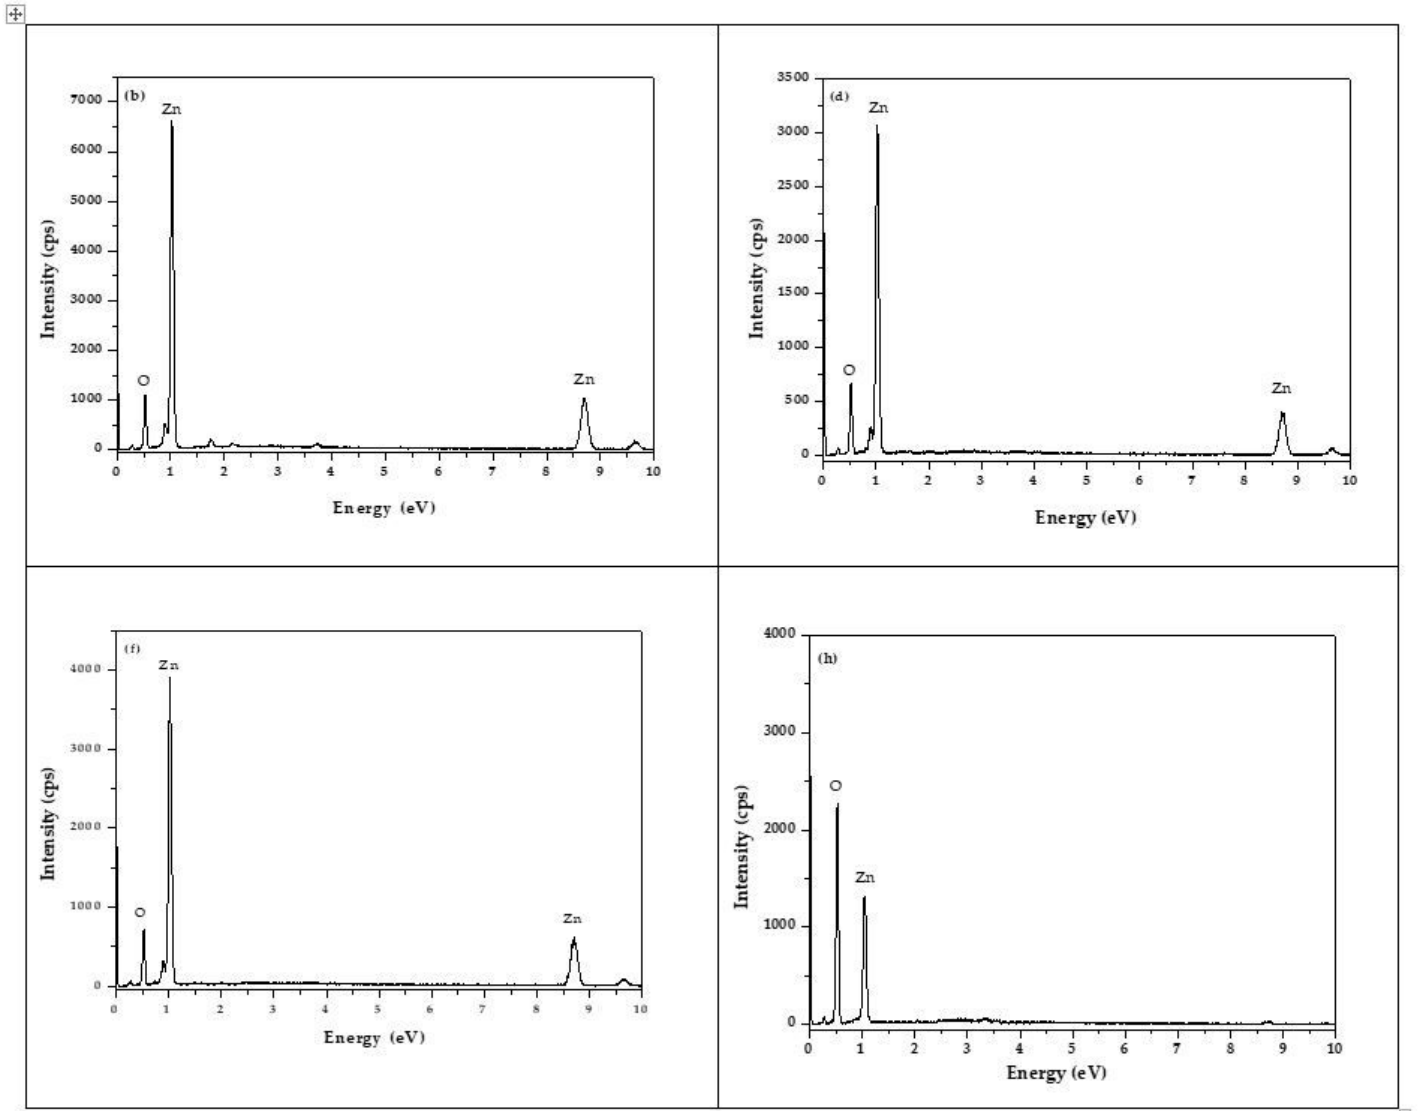 (b)
Zn
7000
6000
5000
4000
3000
2000
1000
0
O
Zn
0 1 2 3 4 5 6 7 8 9 10
Intensity (cps)
Energy (eV)
(d)
Zn
3500
3000
2500
2000
1500
1000
500
0
O
Zn
0 1 2 3 4 5 6 7 8 9 10
Intensity (cps)
Energy (eV)
(f)
Zn
4000
3000
2000
1000
0
O
Zn
0 1 2 3 4 5 6 7 8 9 10
Intensity (cps)
Energy (eV)
(h)
4000
3000
2000
1000
0
O
Zn
0 1 2 3 4 5 6 7 8 9 10
Intensity (cps)
Energy (eV)